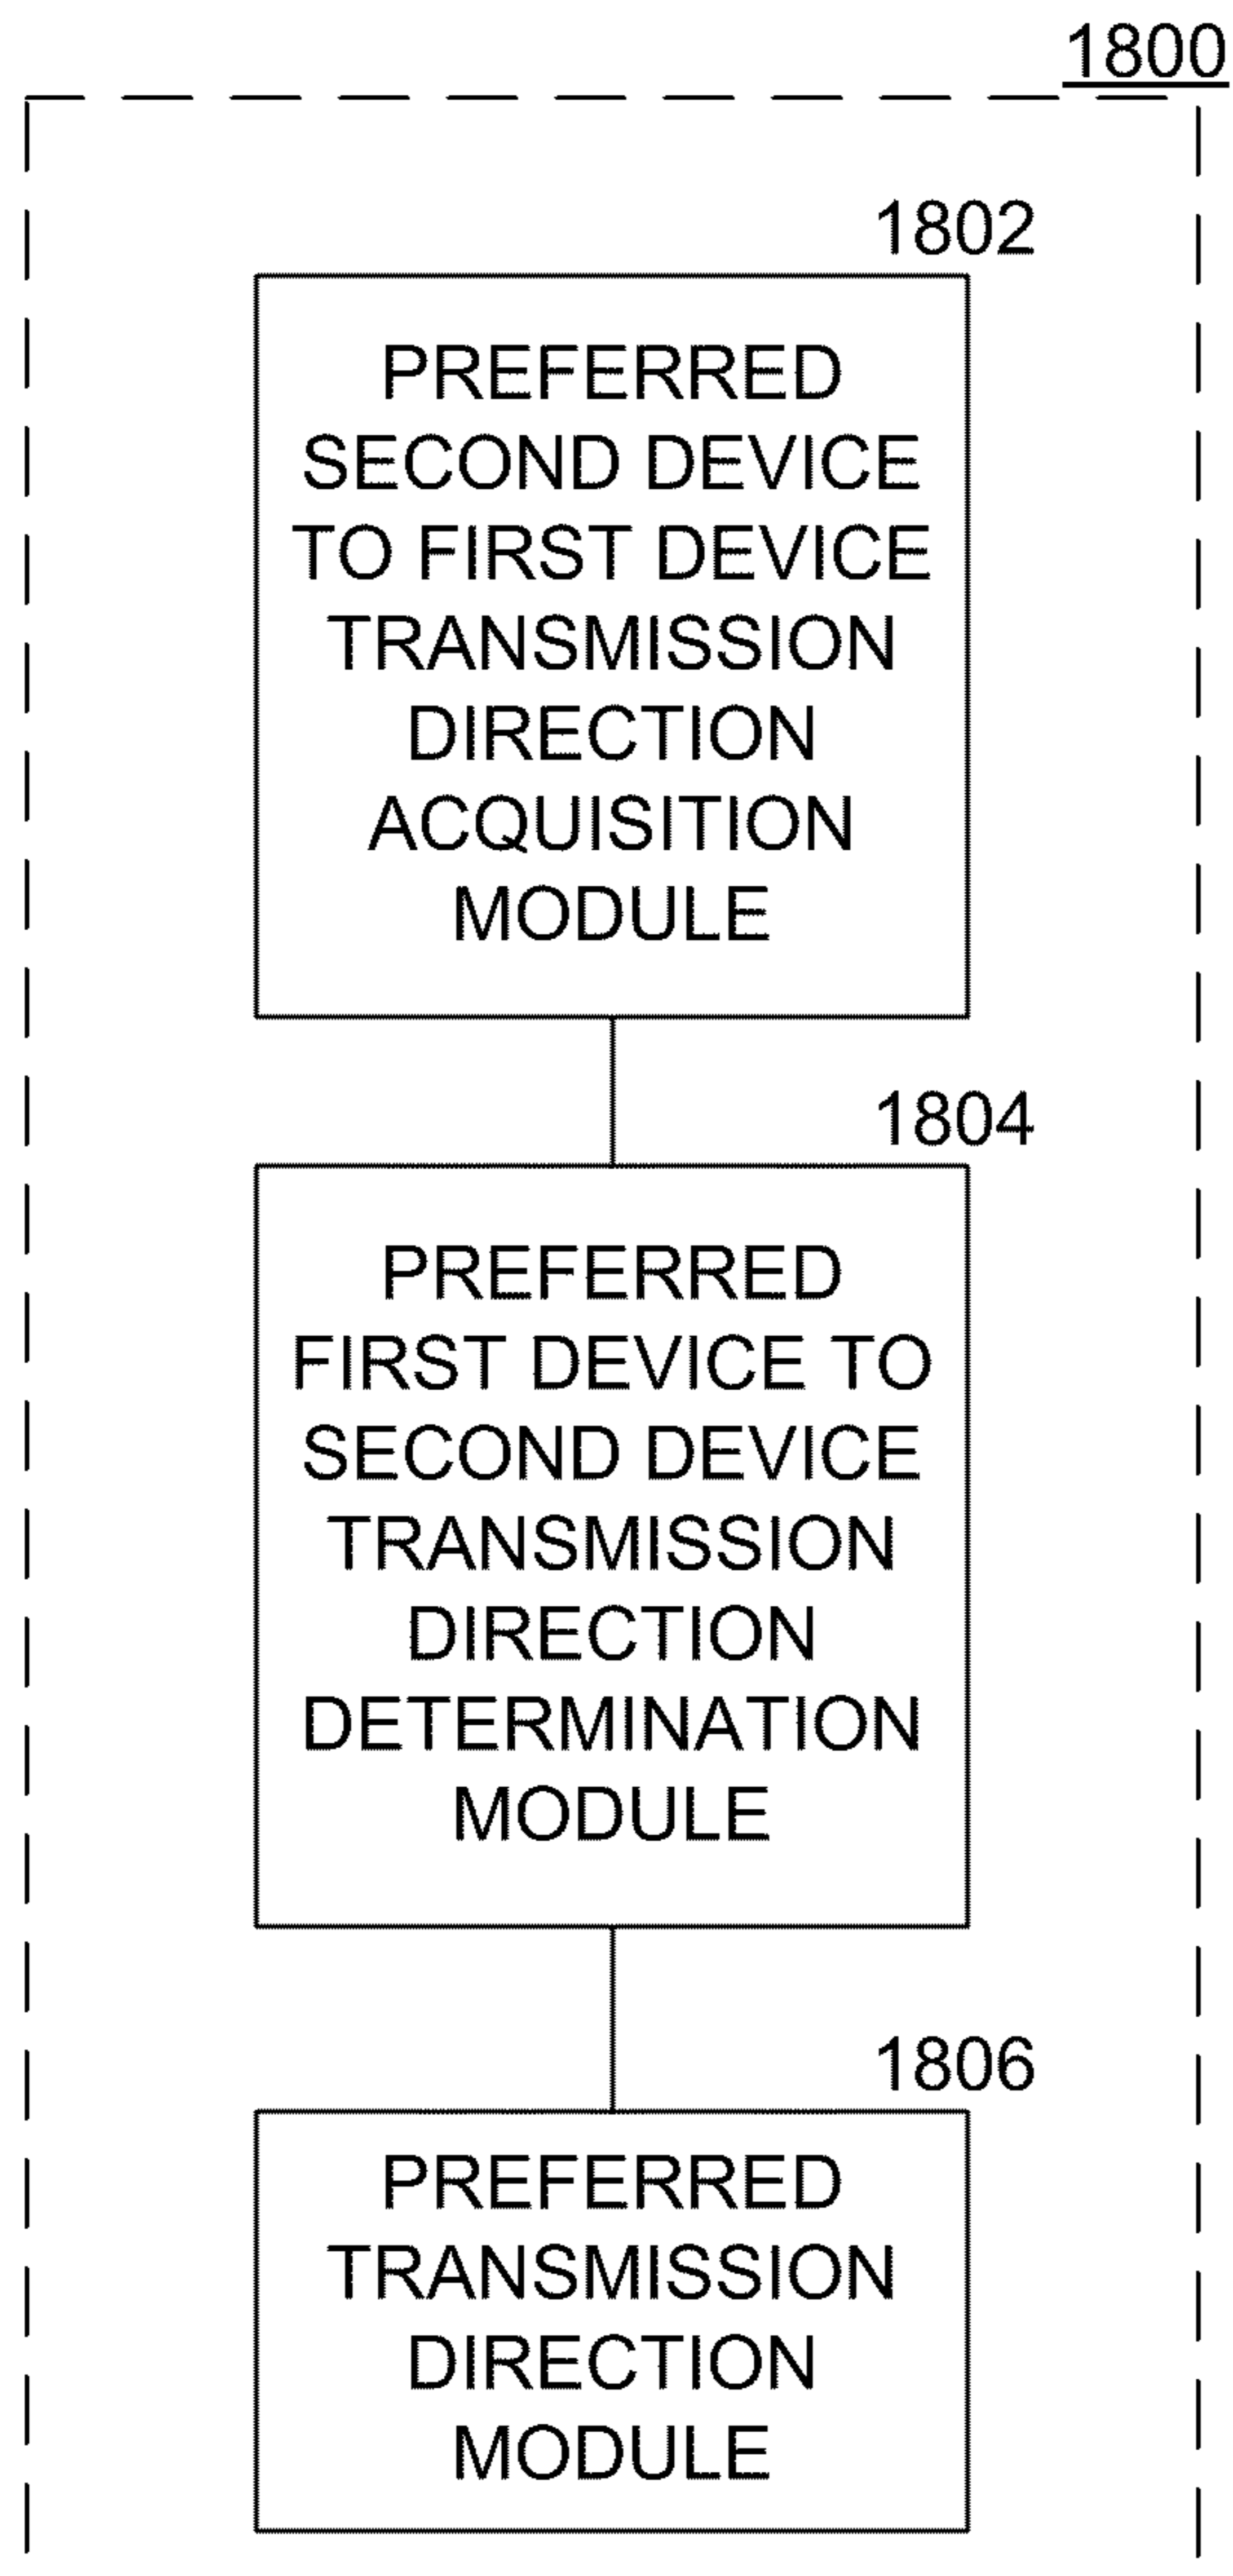 1800
1802
PREFERRED
SECOND DEVICE
TO FIRST DEVICE
TRANSMISSION
DIRECTION
ACQUISITION
MODULE
1804
PREFERRED
FIRST DEVICE TO
SECOND DEVICE
TRANSMISSION
DIRECTION
DETERMINATION
MODULE
1806
PREFERRED
TRANSMISSION
DIRECTION
MODULE